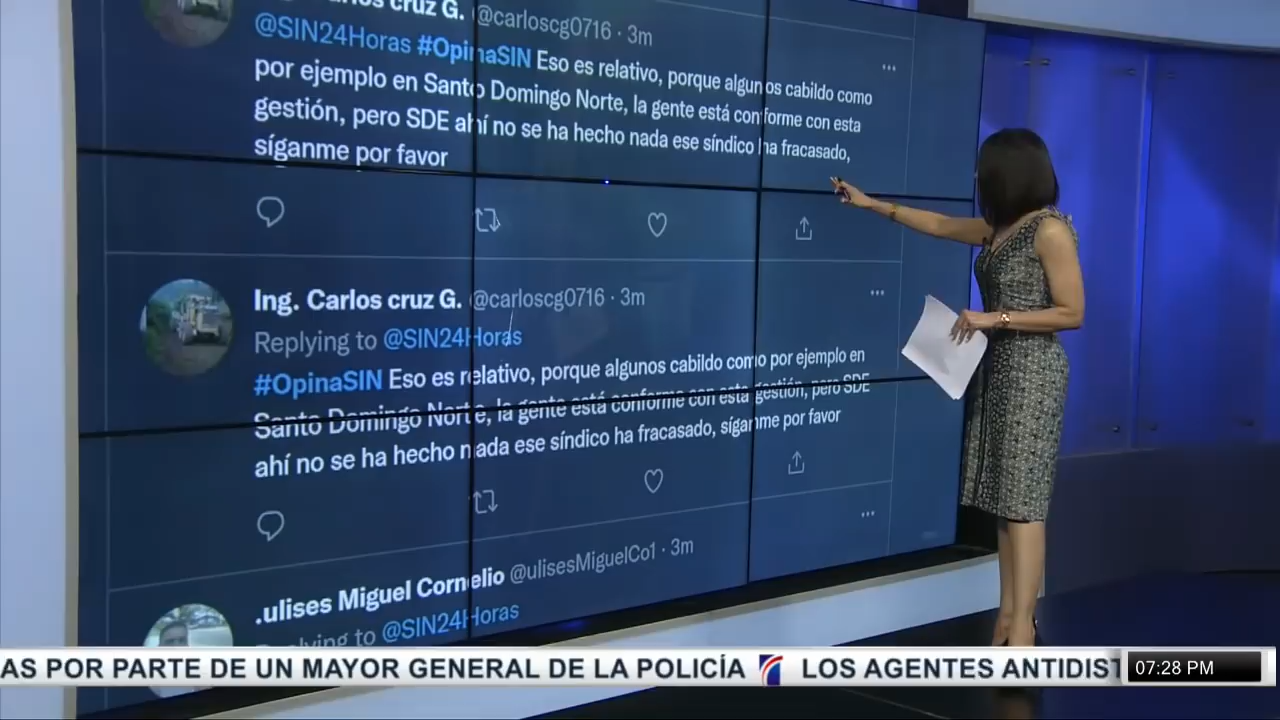 cruz G. @carloscg0716 · 3m
@SIN24Horas #OpinaSIN Eso es relativo, porque algunos cabildo como
por ejemplo en Santo Domingo Norte, la gente está conforme con esta
gestión, pero SDE ahí no se ha hecho nada ese síndico ha fracasado,
síganme por favor
Ing. Carlos cruz G. @carloscg0716 · 3m
Replying to @SIN24Horas
#OpinaSIN Eso es relativo, porque algunos cabildo como por ejemplo en
Santo Domingo Norte, la gente está conforme con esta gestión, pero SDE
ahí no se ha hecho nada ese síndico ha fracasado, síganme por favor
.ulises Miguel Cornelio @ulisesMiguelCo1 · 3m
Replying to @SIN24Horas
AS POR PARTE DE UN MAYOR GENERAL DE LA POLICÍA LOS AGENTES ANTIDIST
07:28 PM